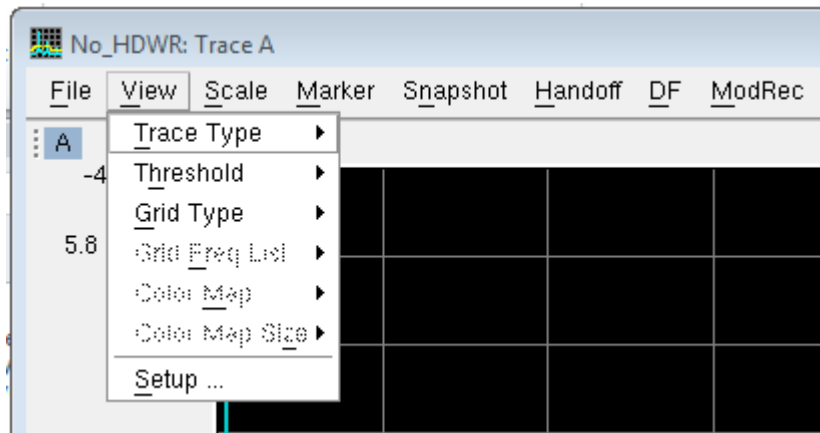 No_HDWR: Trace A
File View Scale Marker Snapshot Handoff DF ModRec
A
Trace Type
-4
Threshold
Grid Type
5.8
Grid Freq List
Color Map
Color Map Size
Setup ...